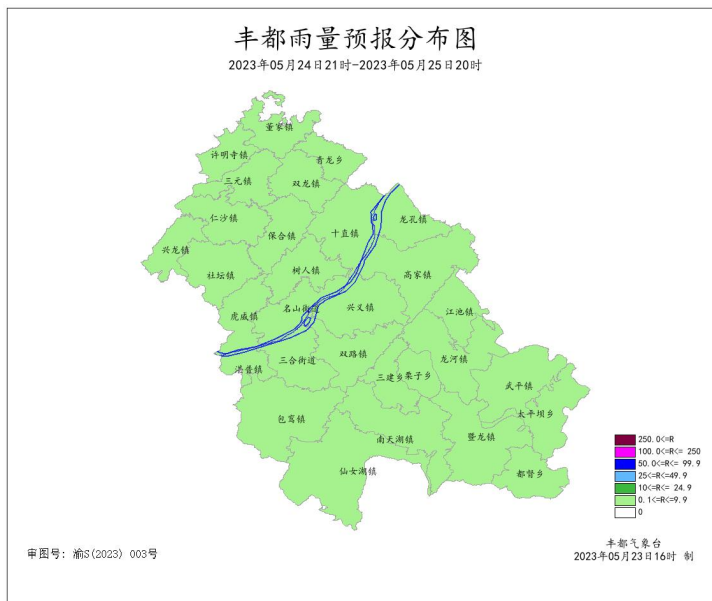 丰都雨量预报分布图
2023年05月24日21时-2023年05月25日20时
董家镇
许明寺镇
青龙乡
三元镇
双龙镇
仁沙镇
龙孔镇
保合镇
十直镇
兴龙镇
社坛镇
树人镇
高家镇
虎威镇
名山街道
兴义镇
江池镇
湛普镇
三合街道
双路镇
龙河镇
三建乡
栗子乡
武平镇
包鸾镇
太平坝乡
南天湖镇
暨龙镇
仙女湖镇
都督乡
250.0<=R
100.0<=R<= 250
50.0<=R<= 99.9
25<=R<=49.9
10<=R<= 24.9
0.1<=R<=9.9
0
丰都气象台
2023年05月23日16时 制
审图号: 渝S(2023) 003号